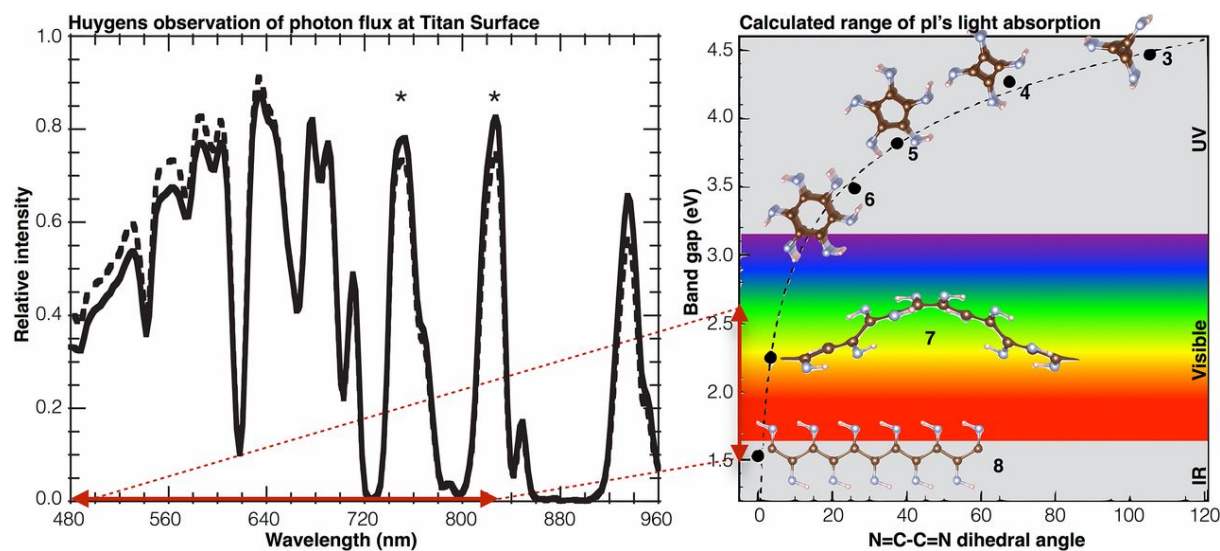 Huygens observation of photon flux at Titan Surface
Relative intensity
1.0
0.8
0.6
0.4
0.2
0.0
* *
480 560 640 720 800 880 960
Wavelength (nm)
Calculated range of pI's light absorption
Band gap (eV)
4.5
4.0
3.5
3.0
2.5
2.0
1.5
3
4
5
6
7
8
UV
Visible
IR
0 20 40 60 80 100 120
N=C-C=N dihedral angle